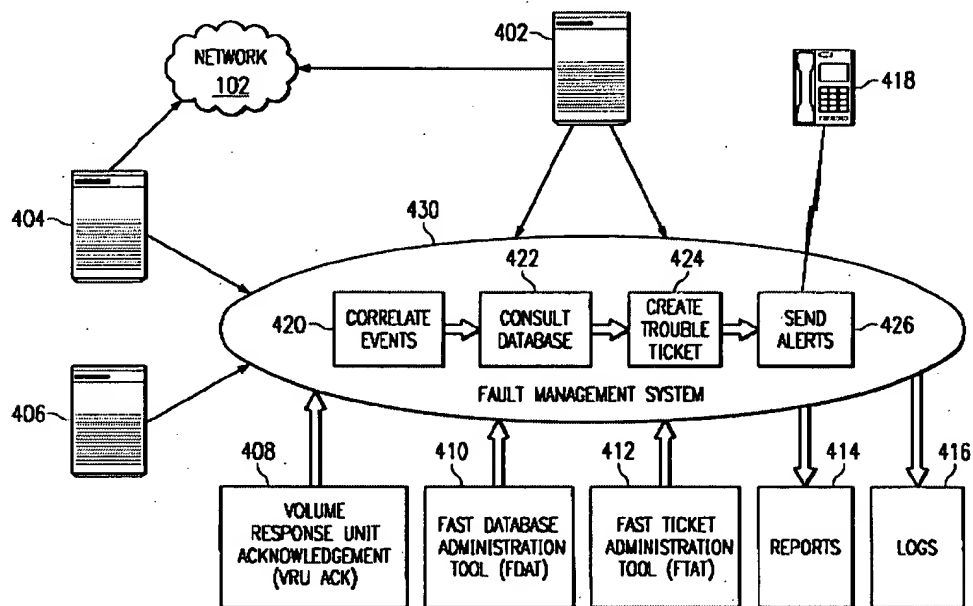 402
NETWORK
102
418
404
430
422
424
420
CORRELATE
EVENTS
CONSULT
DATABASE
CREATE
TROUBLE
TICKET
SEND
ALERTS
426
FAULT MANAGEMENT SYSTEM
406
408
410
412
414
416
VOLUME
RESPONSE UNIT
ACKNOWLEDGEMENT
(VRU ACK)
FAST DATABASE
ADMINISTRATION
TOOL (FDAT)
FAST TICKET
ADMINISTRATION
TOOL (FTAT)
REPORTS
LOGS